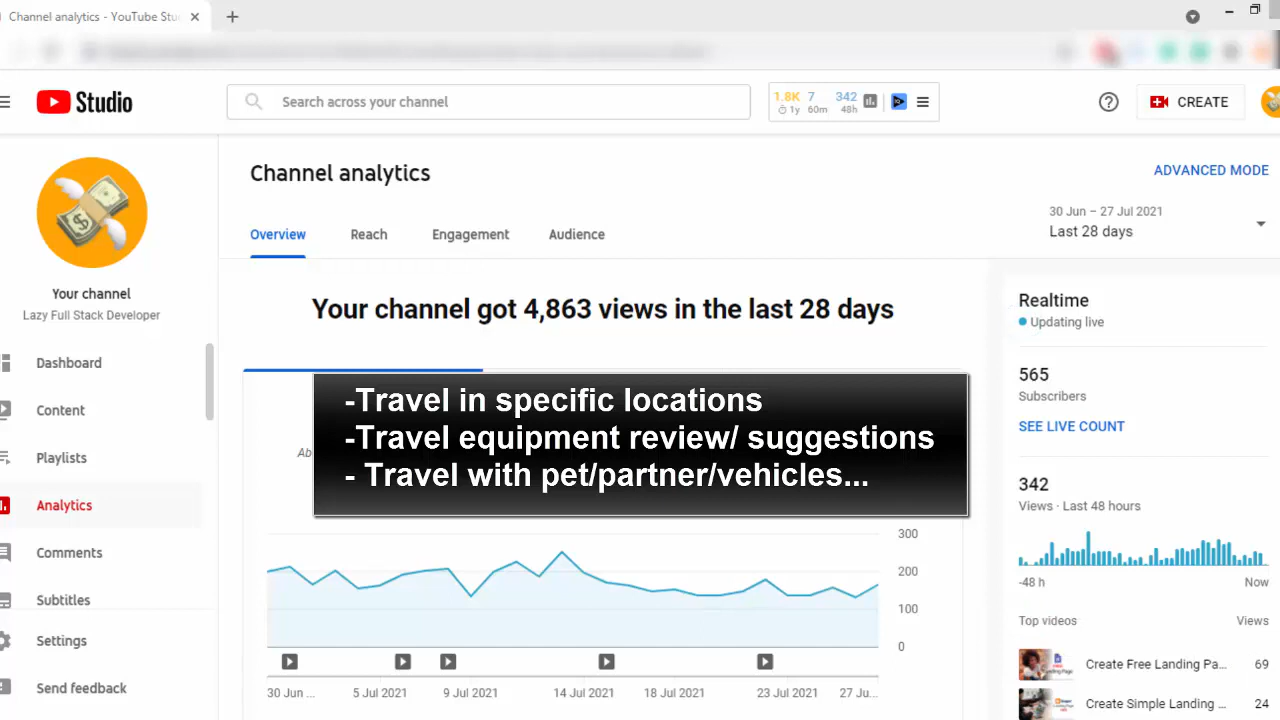 Channel analytics - YouTube Stu
Studio
Search across your channel
1.8K 7 342
1y 60m 48h
CREATE
Channel analytics
ADVANCED MODE
30 Jun – 27 Jul 2021
Last 28 days
Overview
Reach
Engagement
Audience
Your channel
Lazy Full Stack Developer
Dashboard
Content
Playlists
Analytics
Comments
Subtitles
Settings
Send feedback
Your channel got 4,863 views in the last 28 days
-Travel in specific locations
-Travel equipment review/ suggestions
- Travel with pet/partner/vehicles...
Ab
300
200
100
0
30 Jun ...
5 Jul 2021
9 Jul 2021
14 Jul 2021
18 Jul 2021
23 Jul 2021
27 Ju...
Realtime
Updating live
565
Subscribers
SEE LIVE COUNT
342
Views · Last 48 hours
-48 h
Now
Top videos
Views
Create Free Landing Pa...
69
Create Simple Landing ...
24